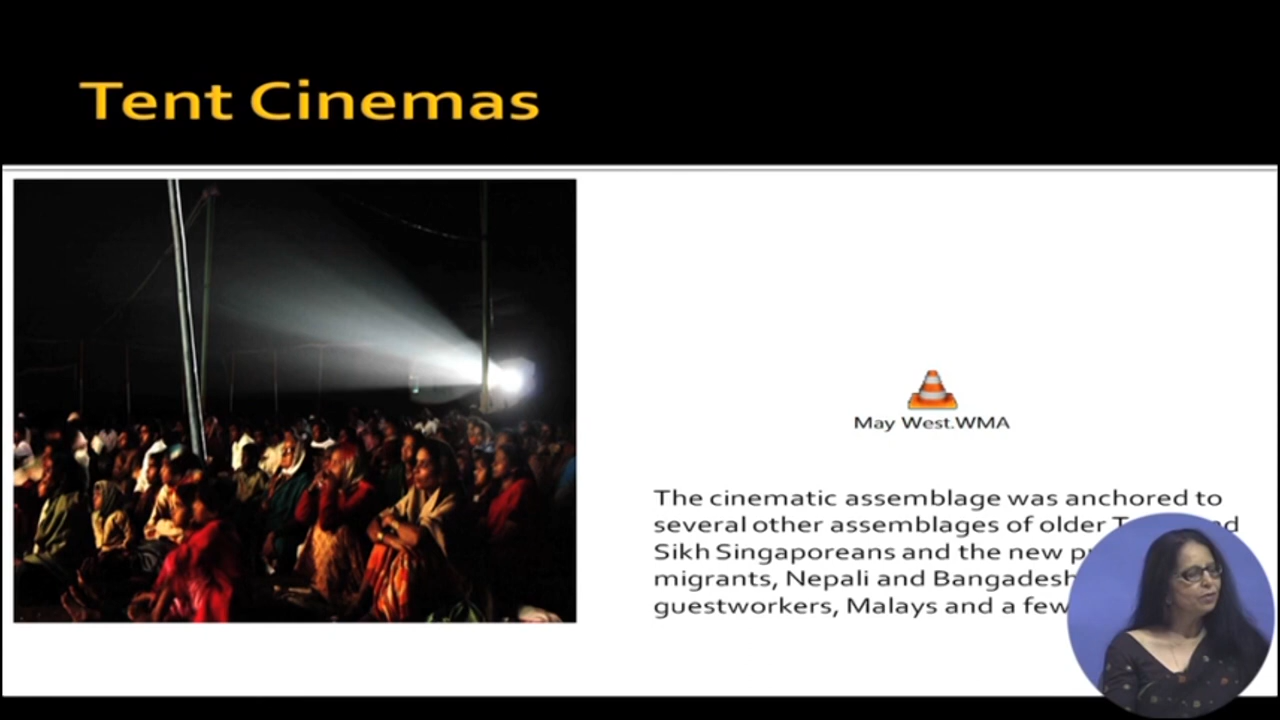 Tent Cinemas
May West.WMA
The cinematic assemblage was anchored to
several other assemblages of older
Sikh Singaporeans and the new
migrants, Nepali and
guestworkers, Malays and a few